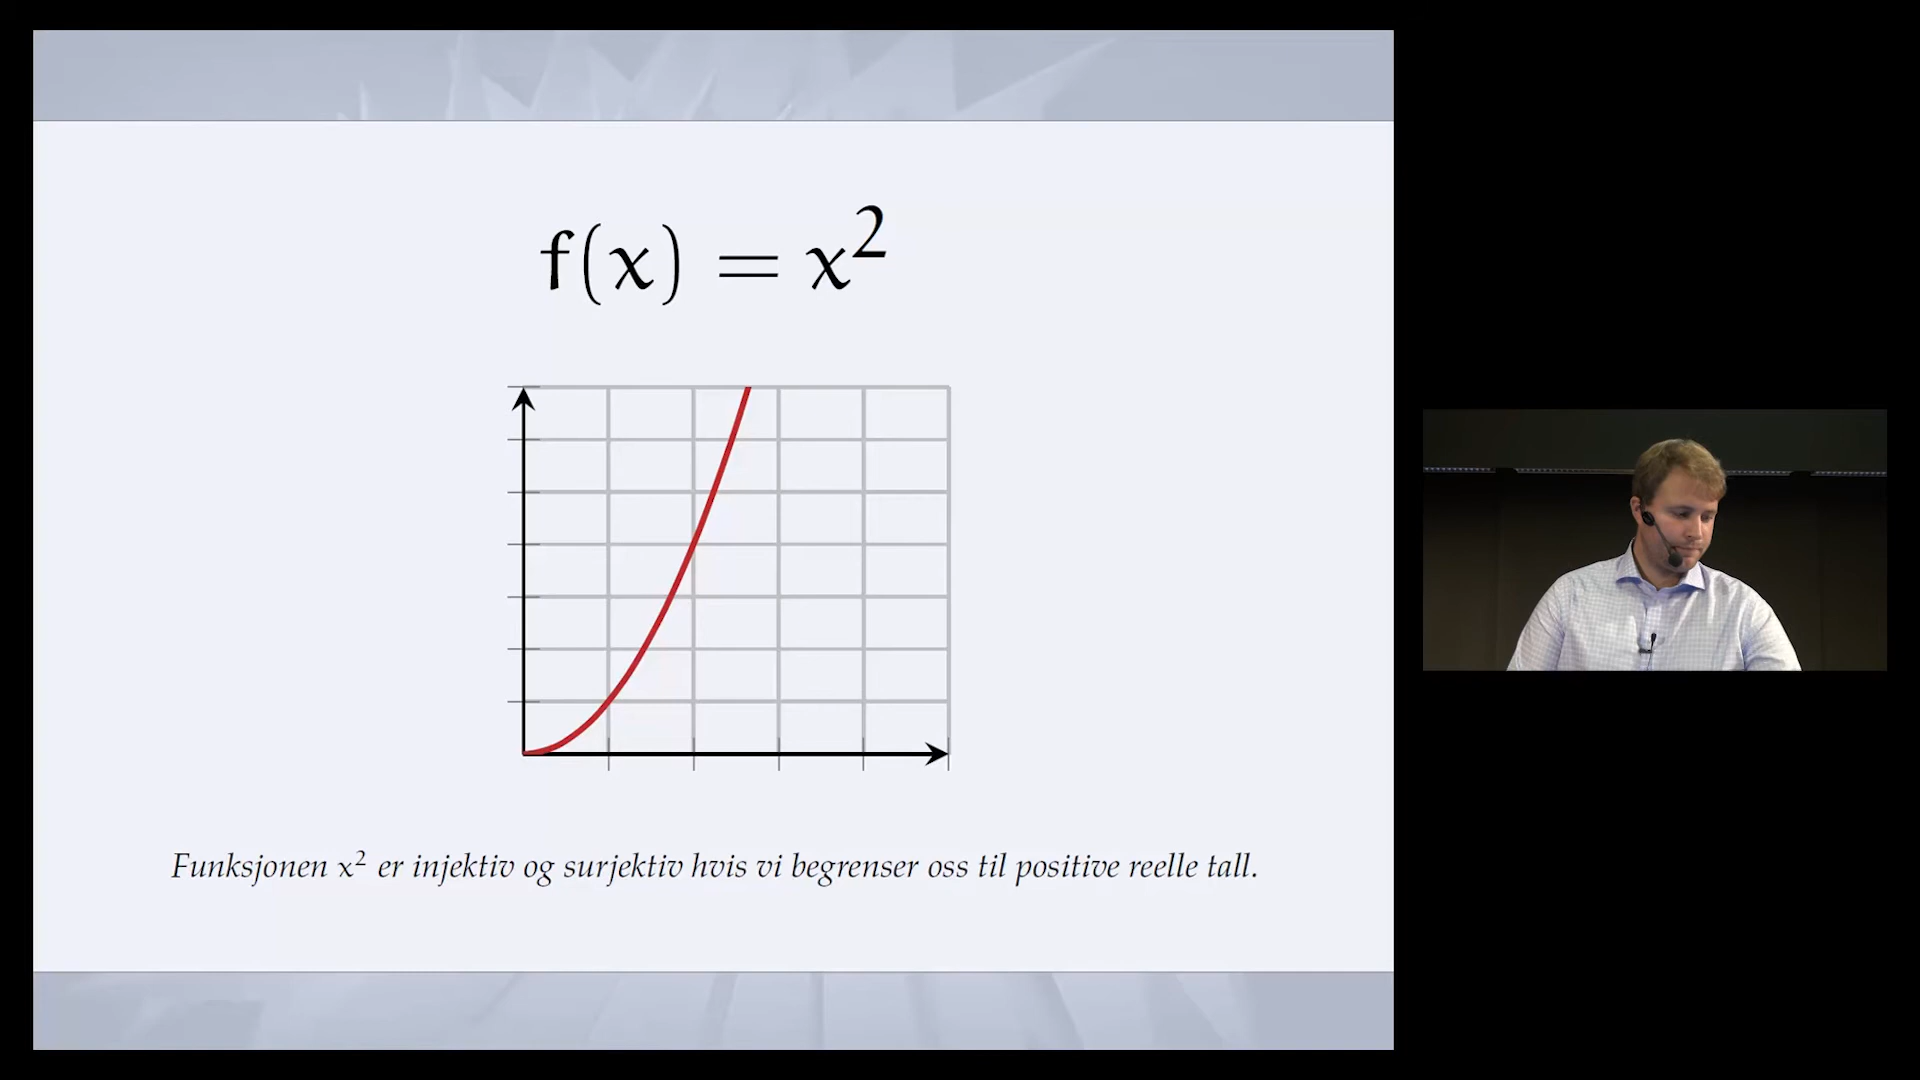 f(x) = x²
Funksjonen x² er injektiv og surjektiv hvis vi begrenser oss til positive reelle tall.